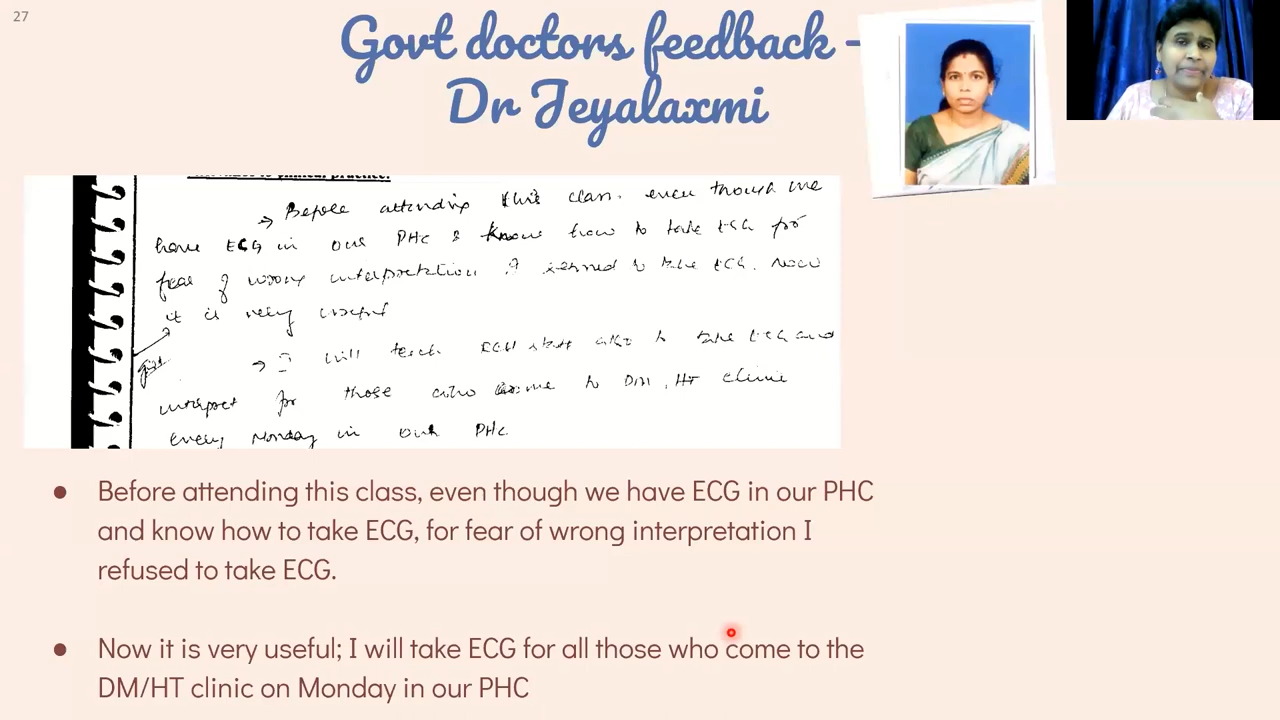 27
Govt doctors feedback -
Dr Jeyalaxmi
→ Before attending this class, even though we
have ECG in our PHC & know how to take ECG for
fear of wrong interpretation I to take ECG. Now
it is very useful
→ I will teach staff also to take ECG and
interpret for those who come to DM, HT clinic
every Monday in our PHC
● Before attending this class, even though we have ECG in our PHC
and know how to take ECG, for fear of wrong interpretation I
refused to take ECG.
● Now it is very useful; I will take ECG for all those who come to the
DM/HT clinic on Monday in our PHC